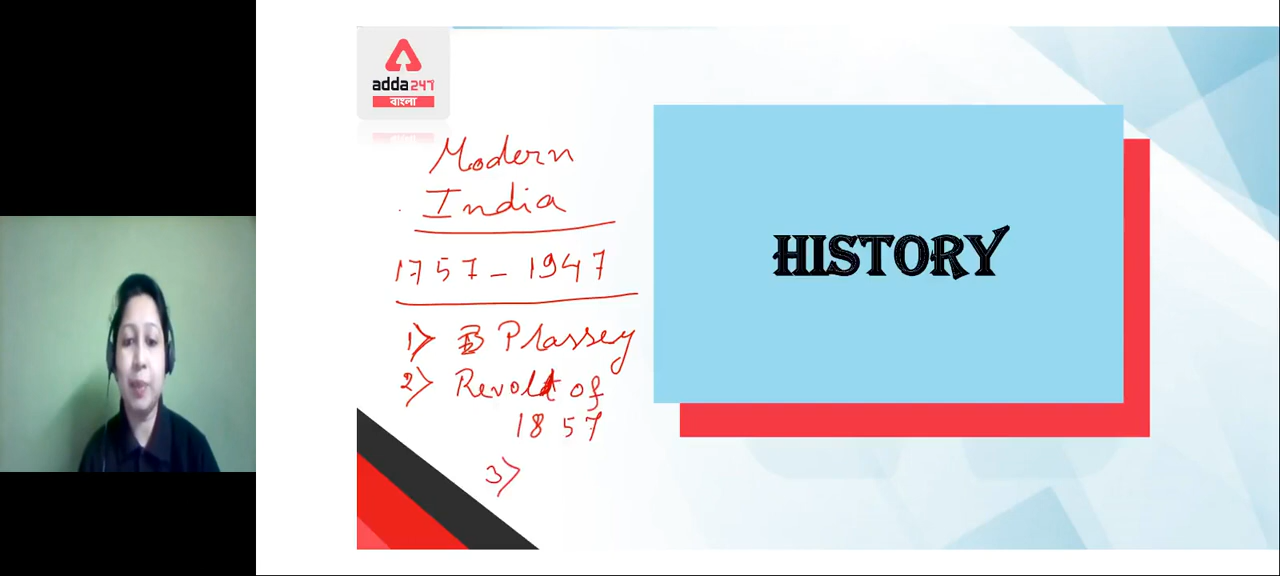 adda247
বাংলা
Modern
India
1757 - 1947
1) B Plassey
2) Revolt of
1857
3)
HISTORY